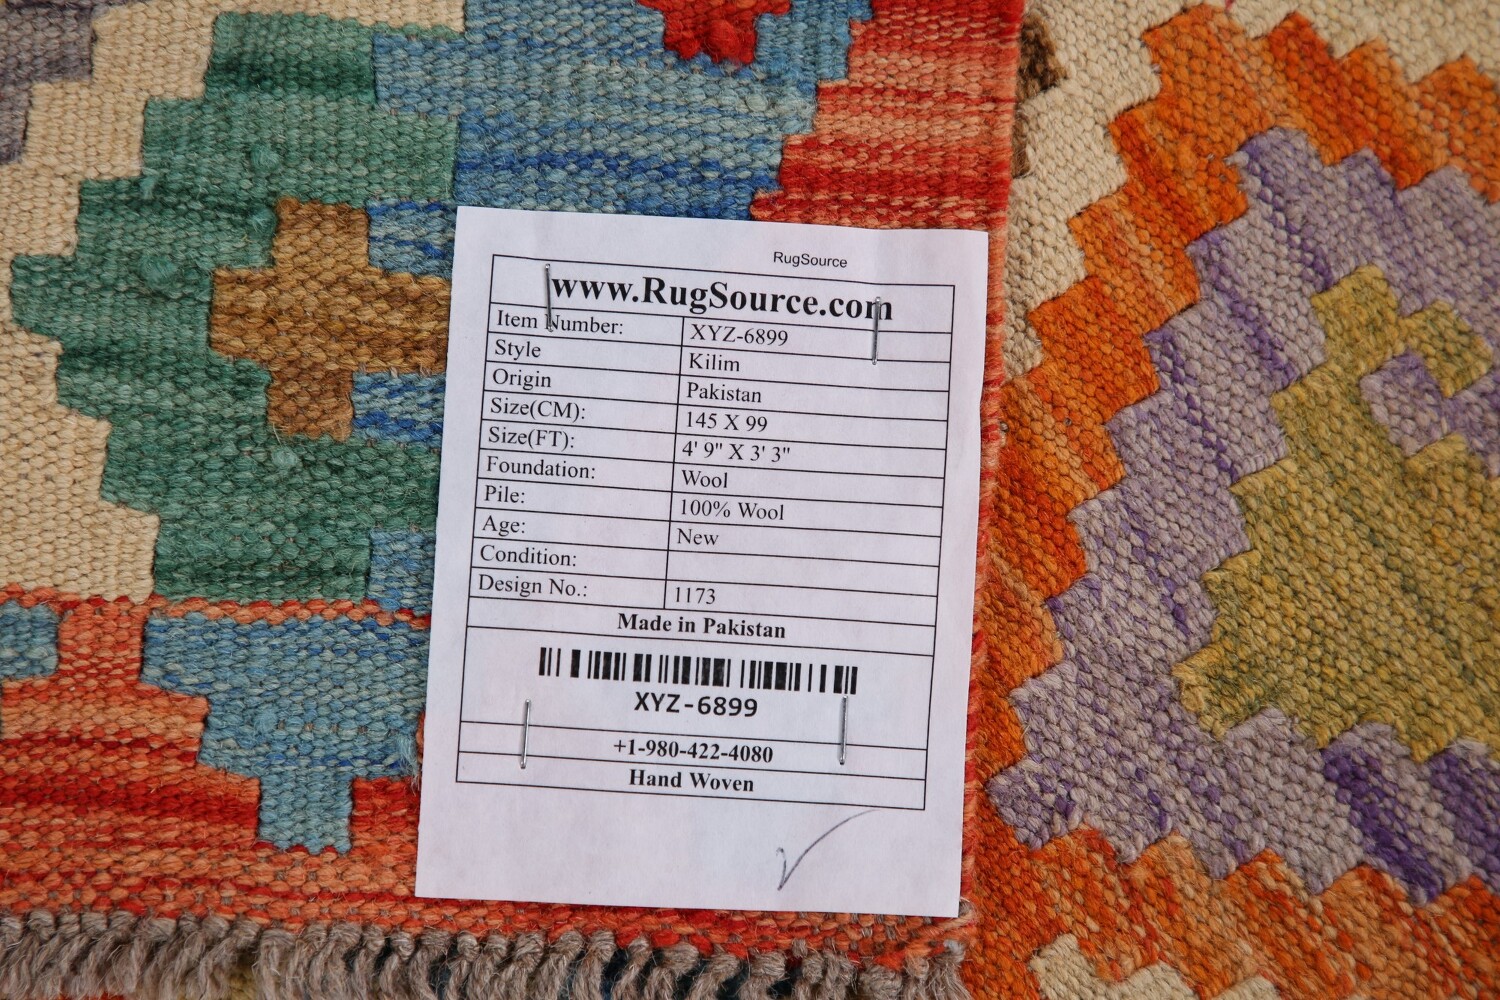 RugSource
www.RugSource.com
Item Number: XYZ-6899
Style Kilim
Origin Pakistan
Size(CM): 145 X 99
Size(FT): 4' 9" X 3' 3"
Foundation: Wool
Pile: 100% Wool
Age: New
Condition:
Design No.: 1173
Made in Pakistan
XYZ-6899
+1-980-422-4080
Hand Woven